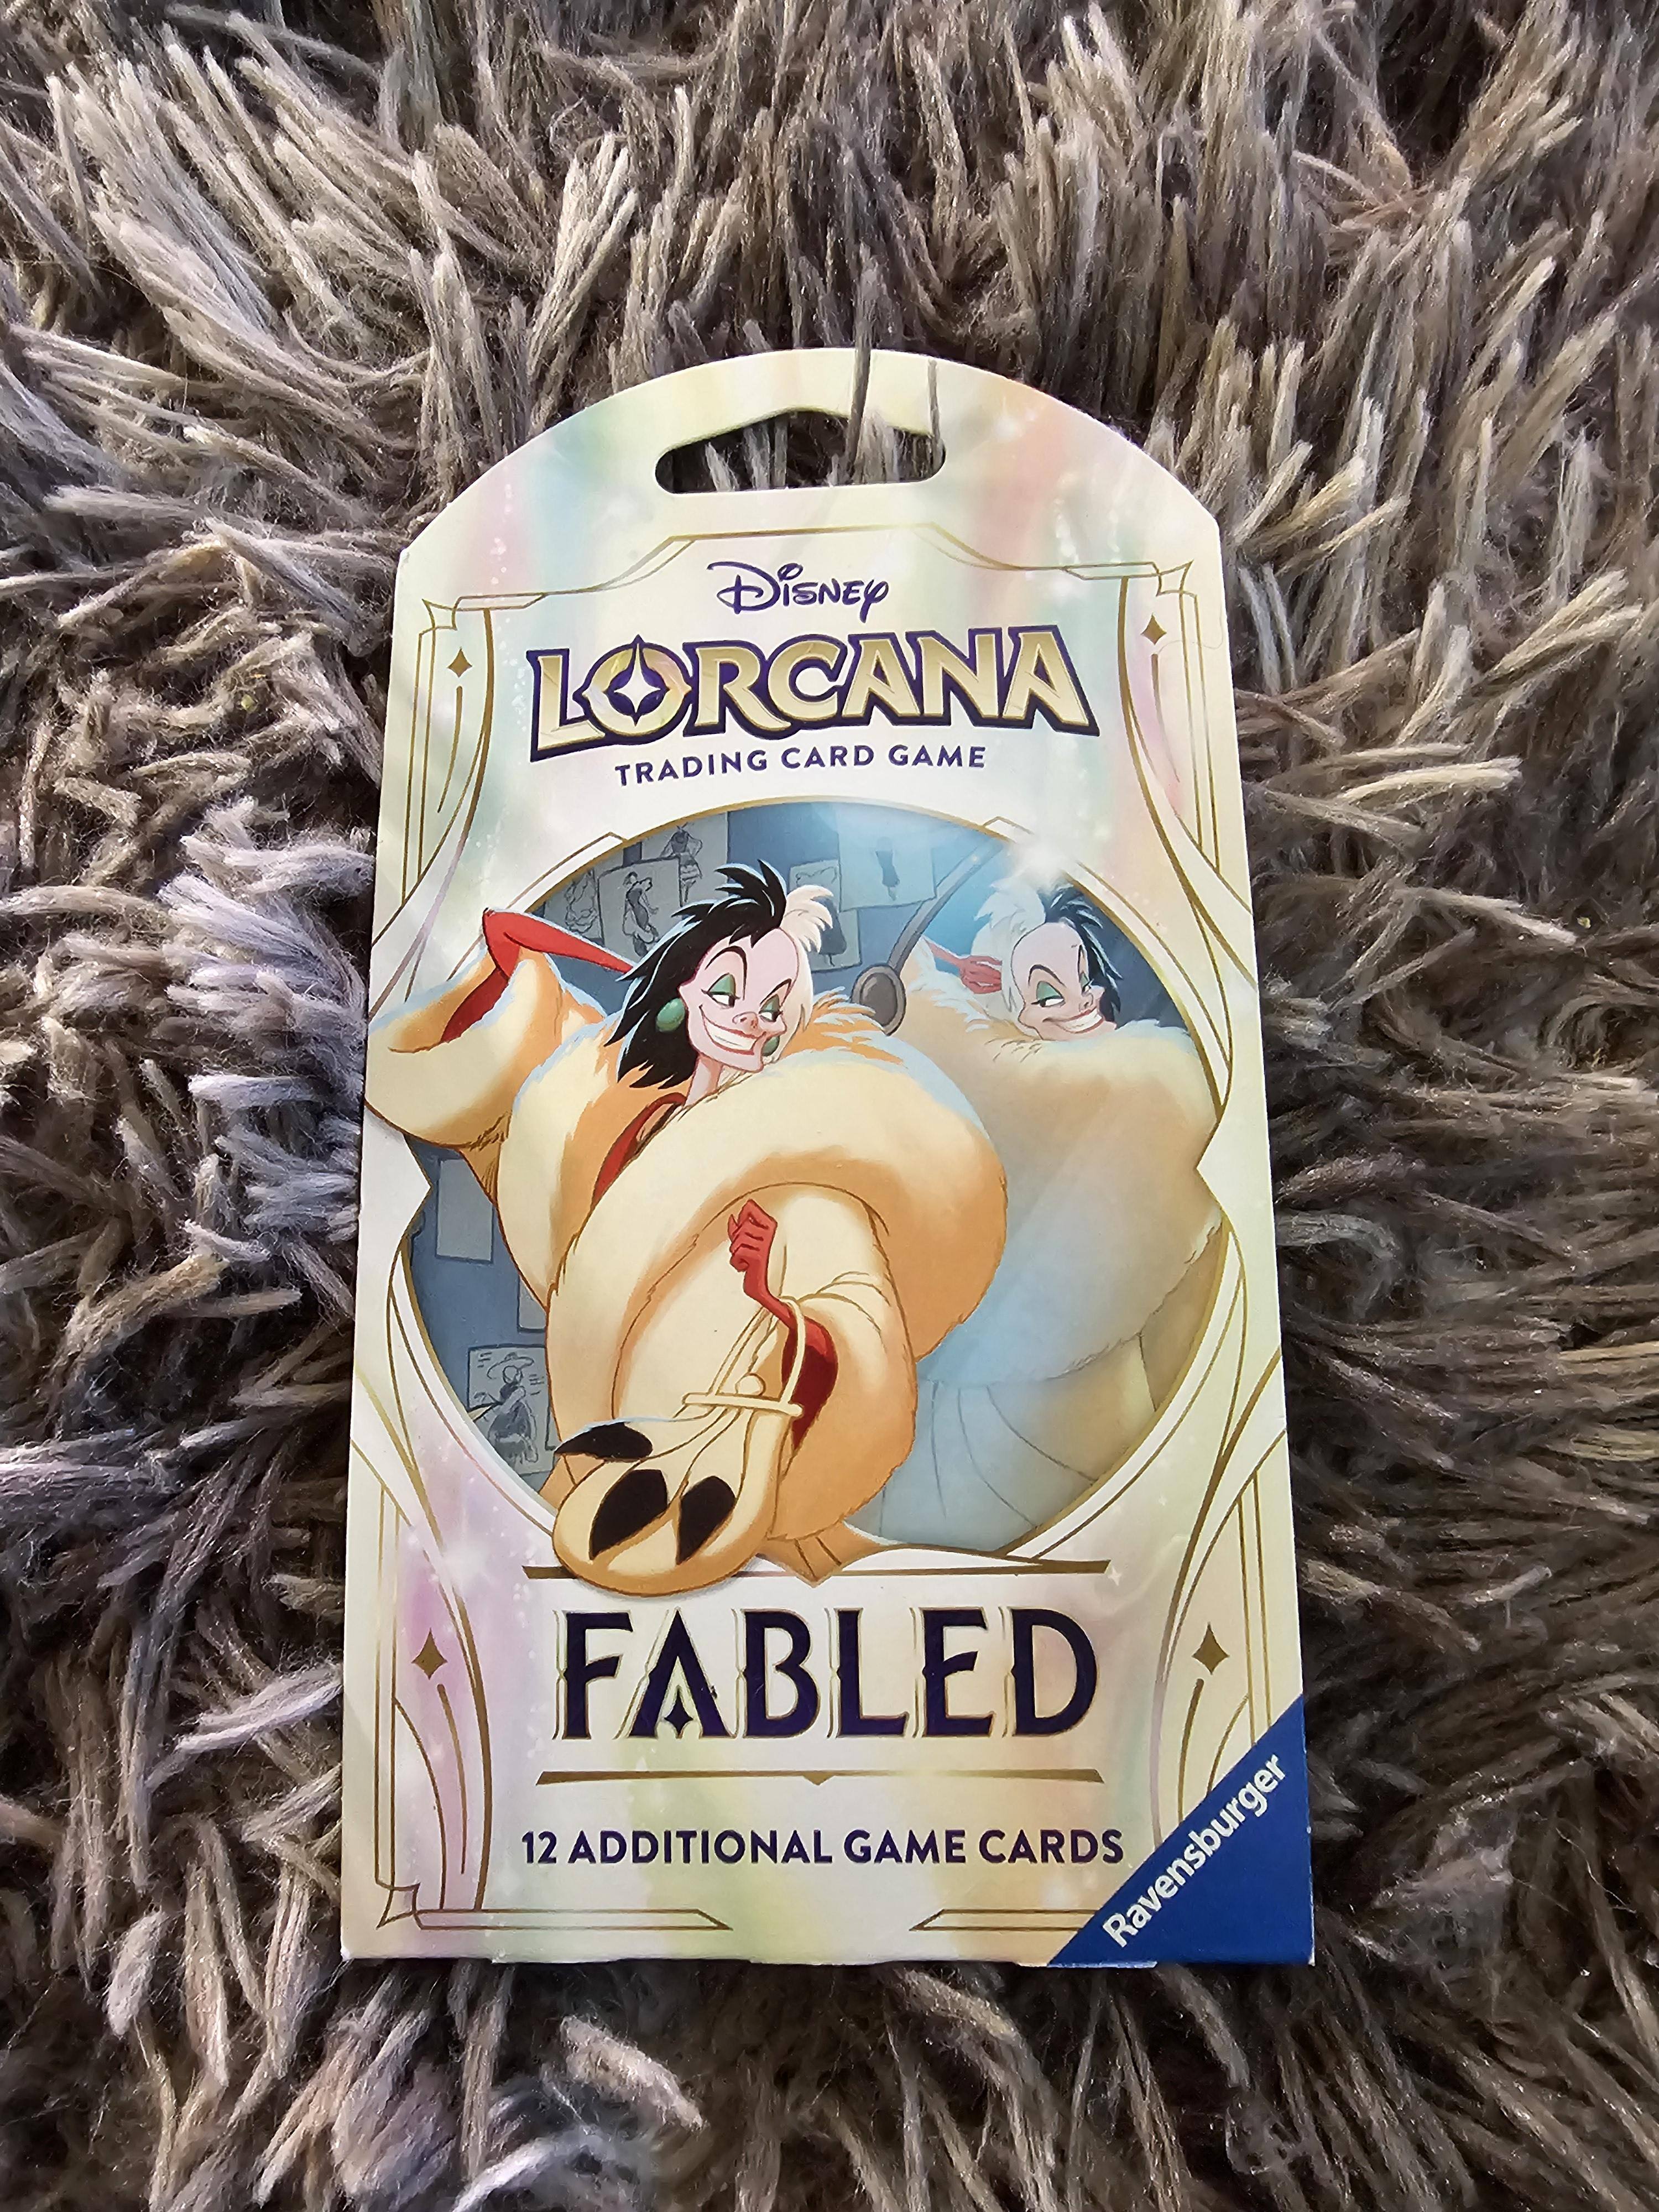 Disney
LORCANA
TRADING CARD GAME
FABLED
12 ADDITIONAL GAME CARDS
Ravensburger